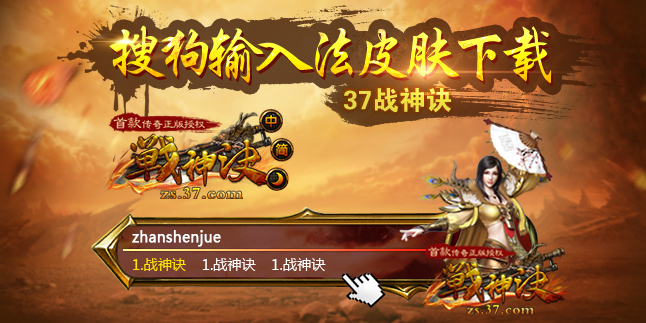 搜狗输入法皮肤下载
37战神诀
首款传奇正版授权
戰神诀
zs.37.com
中
简
zhanshenjue
1.战神诀 1.战神诀 1.战神诀
首款传奇正版授权
戰神诀
zs.37.com